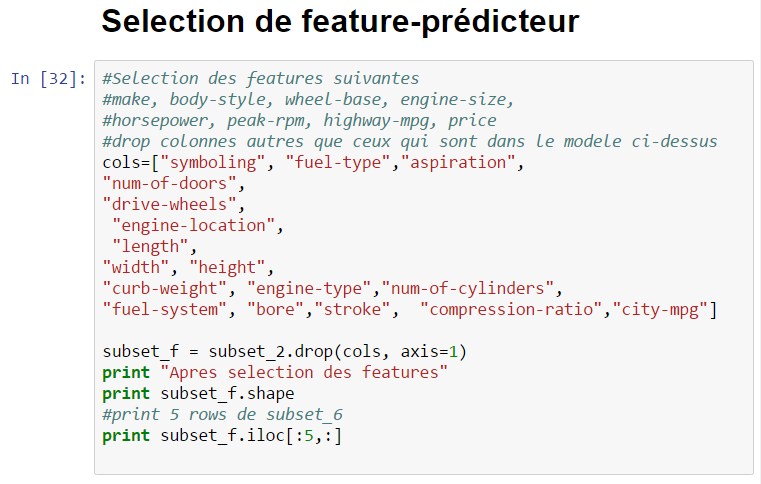 Selection de feature-prédicteur
In [32]:
#Selection des features suivantes
#make, body-style, wheel-base, engine-size,
#horsepower, peak-rpm, highway-mpg, price
#drop colonnes autres que ceux qui sont dans le modele ci-dessus
cols=["symboling", "fuel-type","aspiration",
"num-of-doors",
"drive-wheels",
"engine-location",
"length",
"width", "height",
"curb-weight", "engine-type","num-of-cylinders",
"fuel-system", "bore","stroke", "compression-ratio","city-mpg"]
subset_f = subset_2.drop(cols, axis=1)
print "Apres selection des features"
print subset_f.shape
#print 5 rows de subset_6
print subset_f.iloc[:5,:]